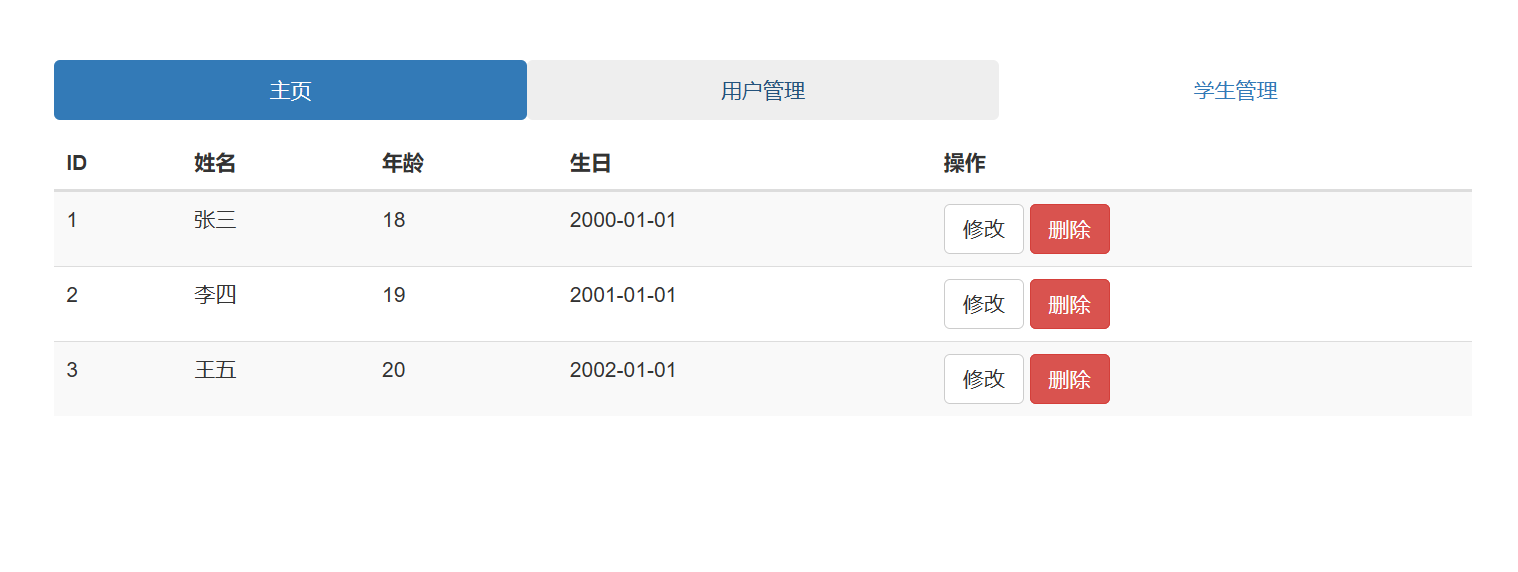 主页 用户管理 学生管理
ID 姓名 年龄 生日 操作
1 张三 18 2000-01-01 修改 删除
2 李四 19 2001-01-01 修改 删除
3 王五 20 2002-01-01 修改 删除